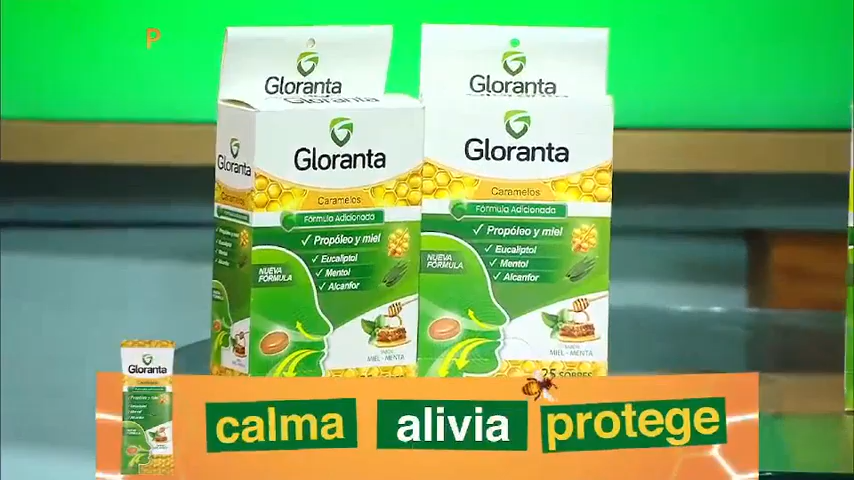 P
Gloranta
Gloranta
Gloranta
Caramelos
Fórmula Adicionada
✓ Propóleo y miel
✓ Eucaliptol
✓ Mentol
✓ Alcanfor
NUEVA
FÓRMULA
MIEL - MENTA
Gloranta
Gloranta
Caramelos
Fórmula Adicionada
✓ Propóleo y miel
✓ Eucaliptol
✓ Mentol
✓ Alcanfor
NUEVA
FÓRMULA
MIEL - MENTA
25 SOBRES
Gloranta
Gloranta
calma alivia protege